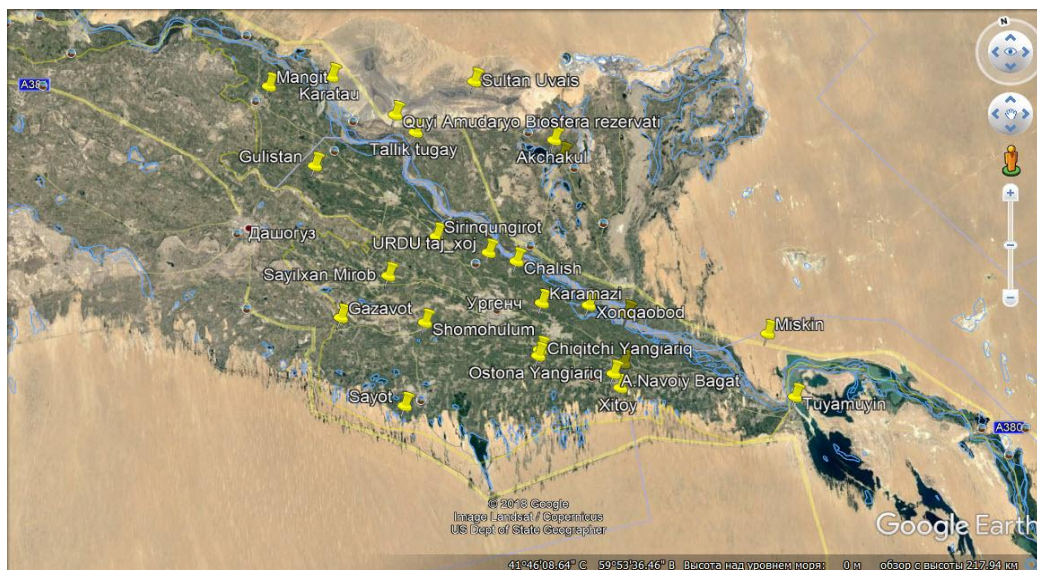 N
A380
Mangit
Karatau
Sultan Uvais
Quyi Amudaryo Biosfera rezervati
Tallik tugay
Akchakul
Gulistan
Дашогуз
Sirinqungirot
URDU taj_xoj
Chalish
Sayilxan Mirob
Karamazi
Ургенч
Xonqaobod
Gazavot
Shomohulum
Miskin
Chiqitchi Yangiariq
Ostona Yangiariq
A.Navoiy Bagat
Sayot
Xitoy
Tuyamuyin
A380
© 2018 Google
Image Landsat / Copernicus
US Dept of State Geographer
Google Earth
41°46'08.64" С 59°53'36.46" В Высота над уровнем моря: 0 м обзор с высоты 217.94 км